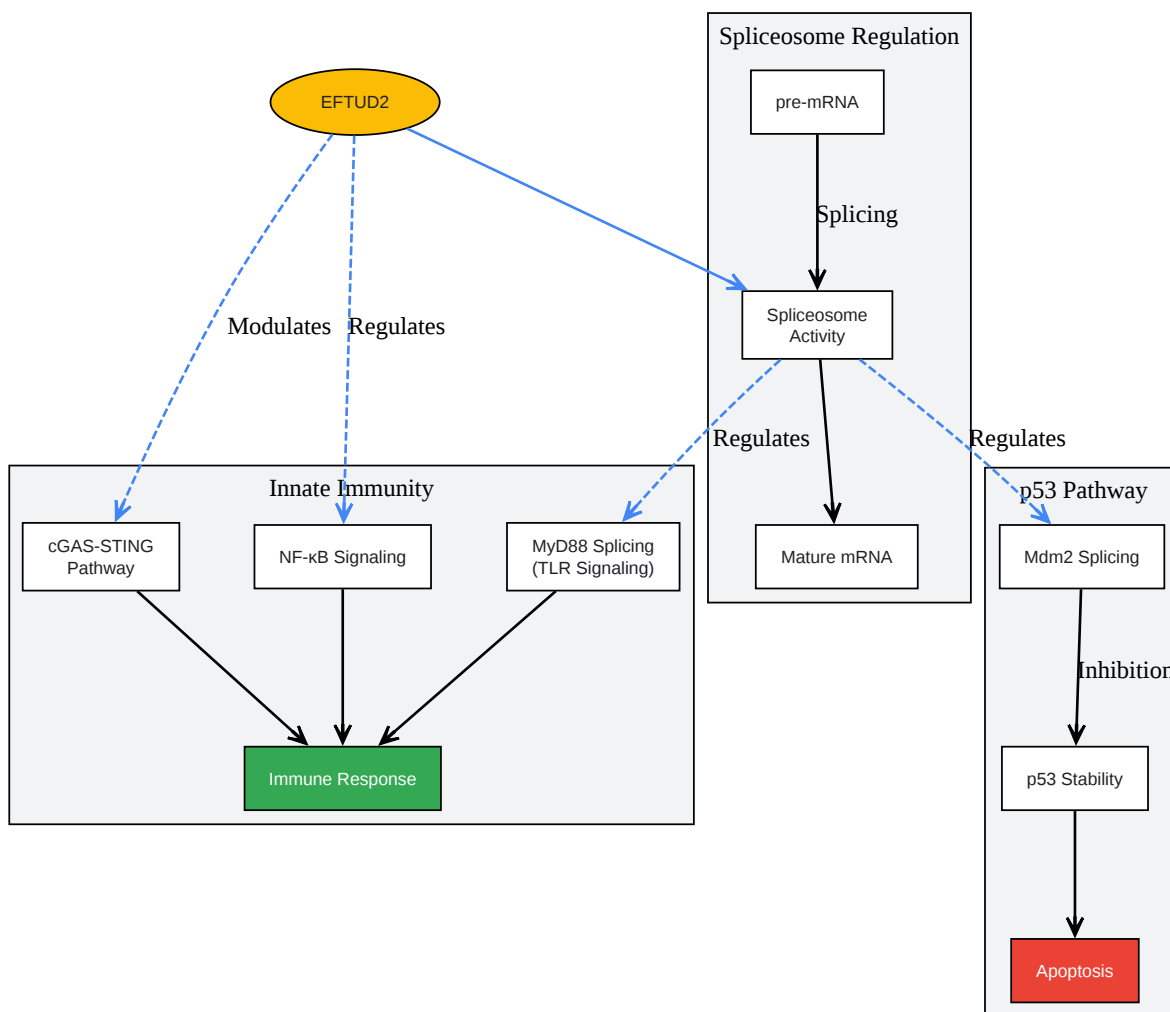 Spliceosome Regulation
EFTUD2
pre-mRNA
Splicing
Spliceosome
Activity
Modulates
Regulates
Regulates
Regulates
Innate Immunity
p53 Pathway
cGAS-STING
Pathway
NF-κB Signaling
MyD88 Splicing
(TLR Signaling)
Mature mRNA
Mdm2 Splicing
Inhibition
Immune Response
p53 Stability
Apoptosis